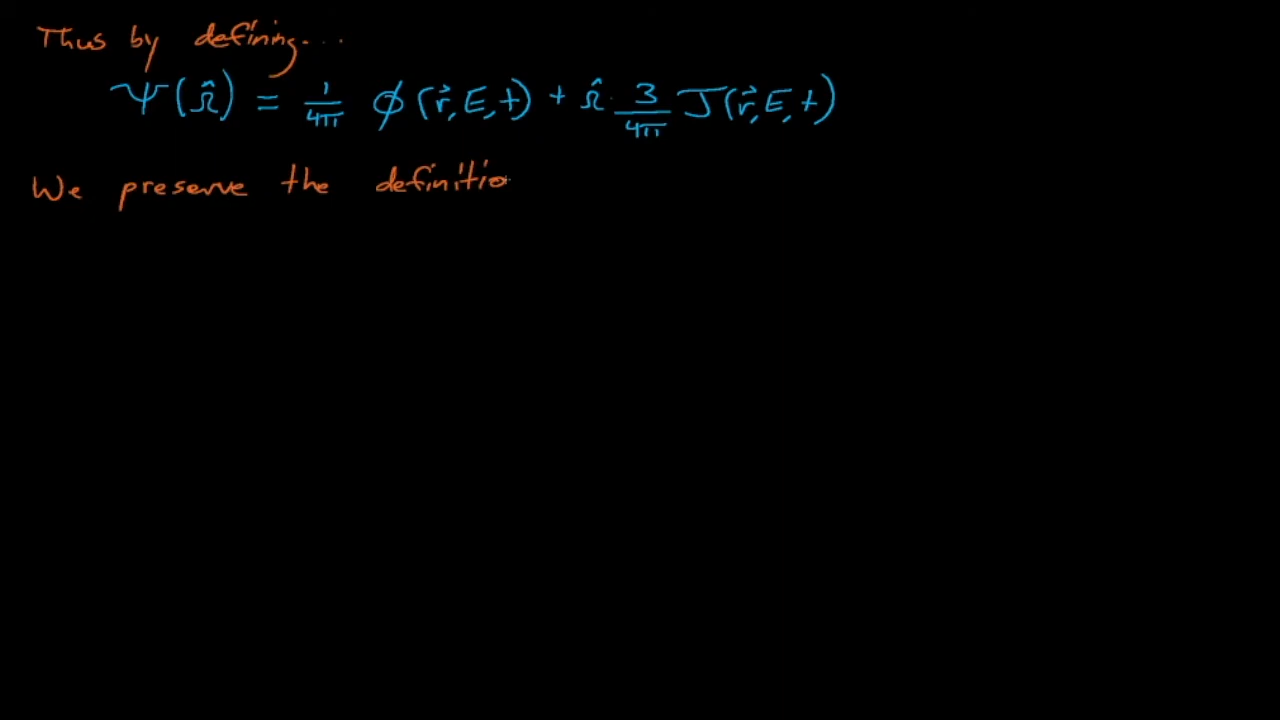 Thus by defining...
Ψ(Ω̂) = 1/4π ϕ(r⃗,E,t) + Ω̂ · 3/4π J(r⃗,E,t)
We preserve the definitio